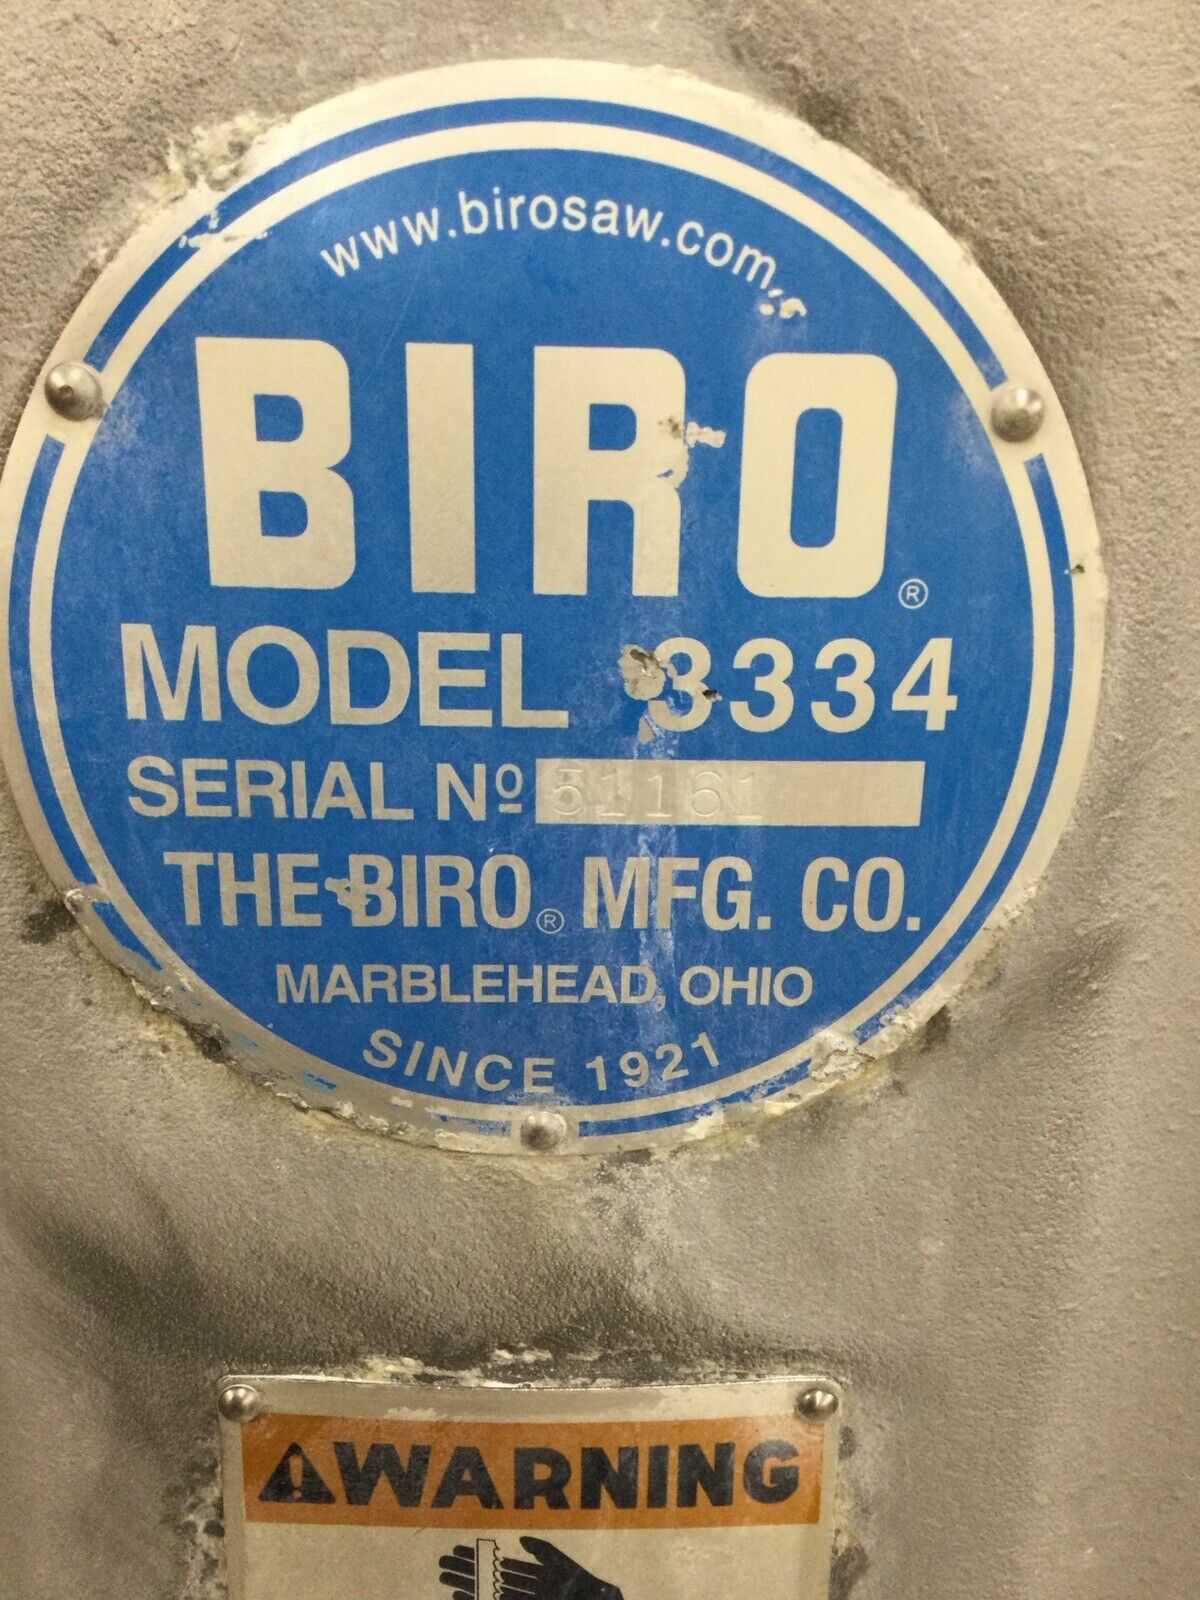 www.birosaw.com
BIRO®
MODEL 3334
SERIAL Nº 51161
THE BIRO® MFG. CO.
MARBLEHEAD, OHIO
SINCE 1921
⚠WARNING